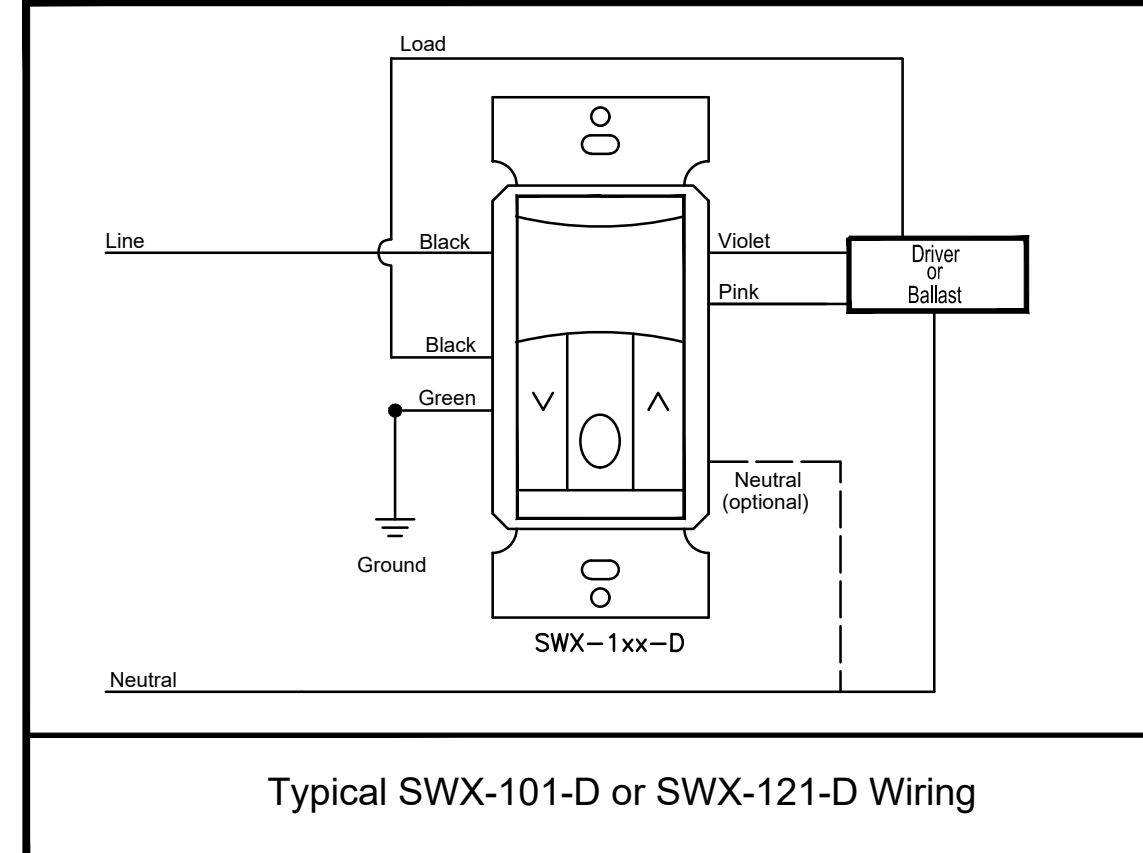 Load
Line
Black
Violet
Driver
or
Ballast
Pink
Black
Green
Neutral
(optional)
Ground
SWX-1xx-D
Neutral
Typical SWX-101-D or SWX-121-D Wiring